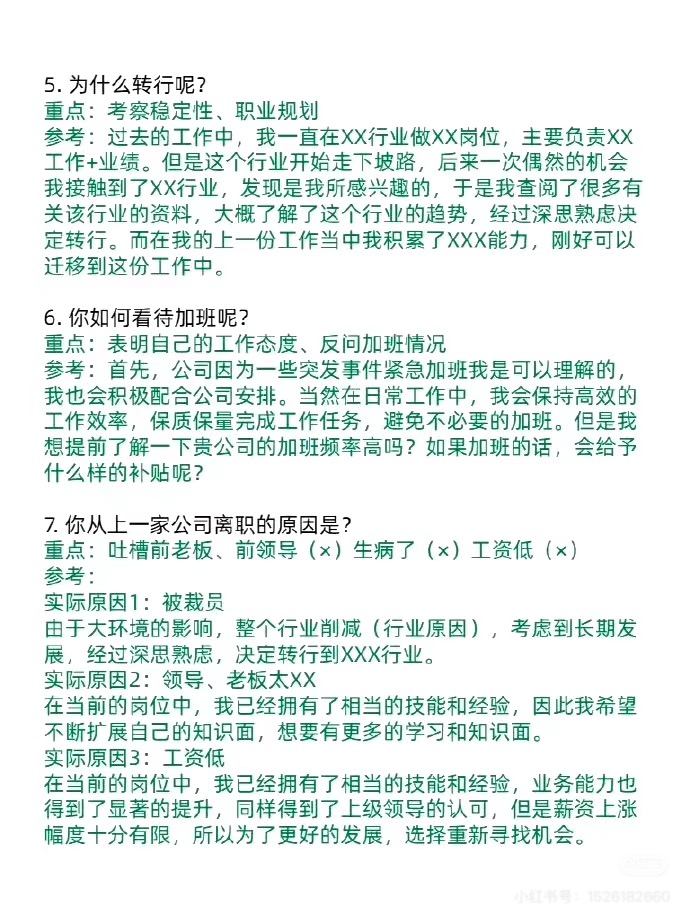 5. 为什么转行呢？
重点：考察稳定性、职业规划
参考：过去的工作中，我一直在XX行业做XX岗位，主要负责XX
工作+业绩。但是这个行业开始走下坡路，后来一次偶然的机会
我接触到了XX行业，发现是我所感兴趣的，于是我查阅了很多有
关该行业的资料，大概了解了这个行业的趋势，经过深思熟虑决
定转行。而在我的上一份工作当中我积累了XXX能力，刚好可以
迁移到这份工作中。
6. 你如何看待加班呢？
重点：表明自己的工作态度、反问加班情况
参考：首先，公司因为一些突发事件紧急加班我是可以理解的，
我也会积极配合公司安排。当然在日常工作中，我会保持高效的
工作效率，保质保量完成工作任务，避免不必要的加班。但是我
想提前了解一下贵公司的加班频率高吗？如果加班的话，会给予
什么样的补贴呢？
7. 你从上一家公司离职的原因是？
重点：吐槽前老板、前领导（×）生病了（×）工资低（×）
参考：
实际原因1：被裁员
由于大环境的影响，整个行业削减（行业原因），考虑到长期发
展，经过深思熟虑，决定转行到XXX行业。
实际原因2：领导、老板太XX
在当前的岗位中，我已经拥有了相当的技能和经验，因此我希望
不断扩展自己的知识面，想要有更多的学习和知识面。
实际原因3：工资低
在当前的岗位中，我已经拥有了相当的技能和经验，业务能力也
得到了显著的提升，同样得到了上级领导的认可，但是薪资上涨
幅度十分有限，所以为了更好的发展，选择重新寻找机会。
小红书号：1526182660